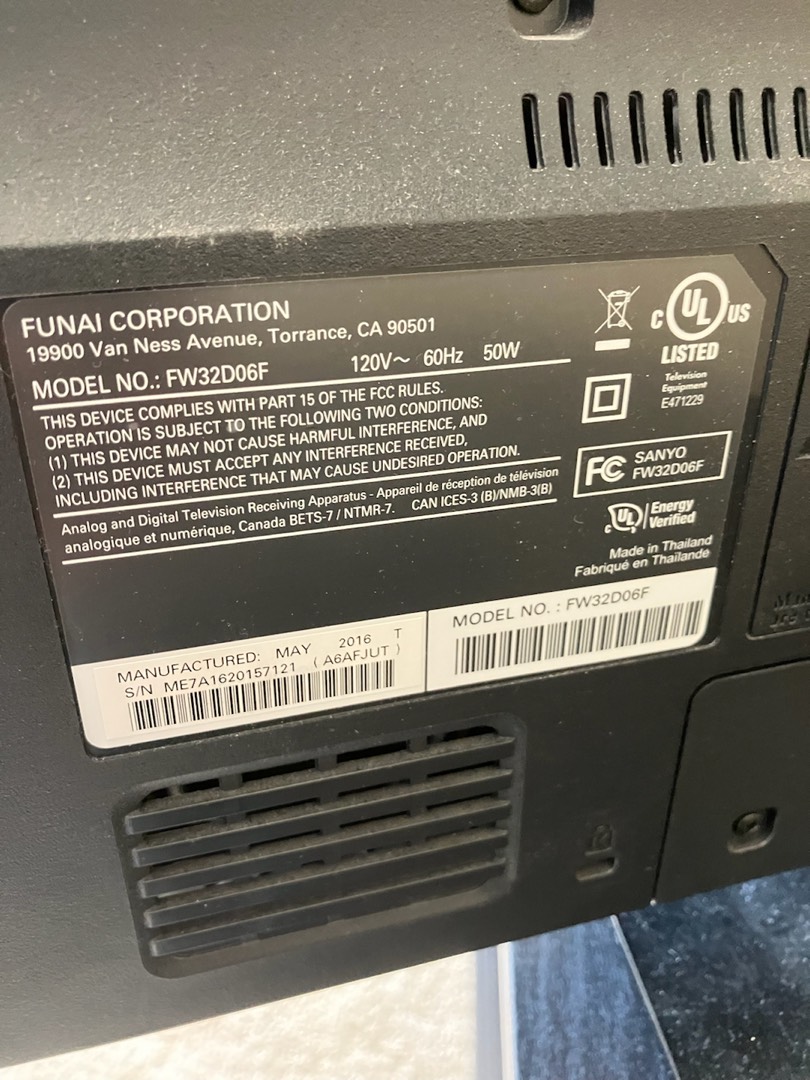 FUNAI CORPORATION
19900 Van Ness Avenue, Torrance, CA 90501
MODEL NO.: FW32D06F 120V~ 60Hz 50W
THIS DEVICE COMPLIES WITH PART 15 OF THE FCC RULES.
OPERATION IS SUBJECT TO THE FOLLOWING TWO CONDITIONS:
(1) THIS DEVICE MAY NOT CAUSE HARMFUL INTERFERENCE, AND
(2) THIS DEVICE MUST ACCEPT ANY INTERFERENCE RECEIVED,
INCLUDING INTERFERENCE THAT MAY CAUSE UNDESIRED OPERATION.
Analog and Digital Television Receiving Apparatus - Appareil de réception de télévision
analogique et numérique, Canada BETS-7 / NTMR-7. CAN ICES-3 (B)/NMB-3(B)
C UL US
LISTED
Television
Equipment
E471229
FC SANYO
FW32D06F
C UL Energy
Verified
Made in Thailand
Fabriqué en Thaïlande
MANUFACTURED: MAY 2016 T
S/N ME7A1620157121 (A6AFJUT)
MODEL NO. : FW32D06F